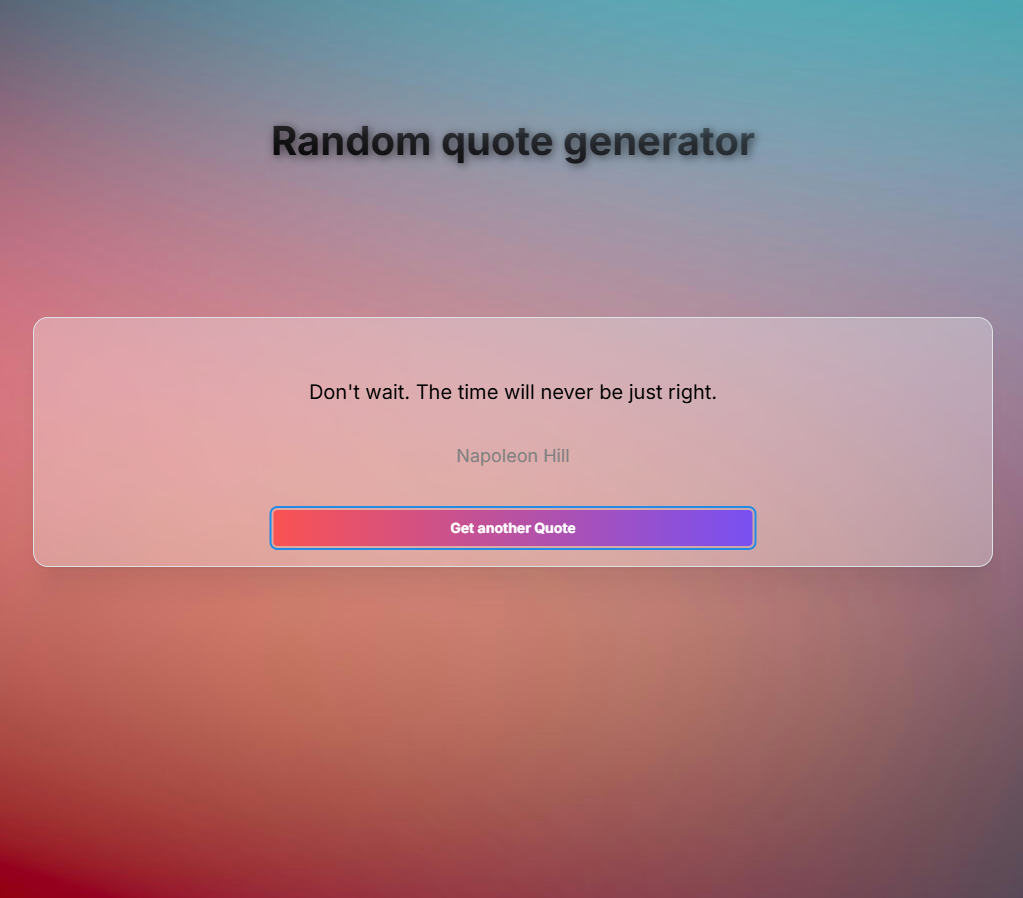 Random quote generator
Don't wait. The time will never be just right.
Napoleon Hill
Get another Quote